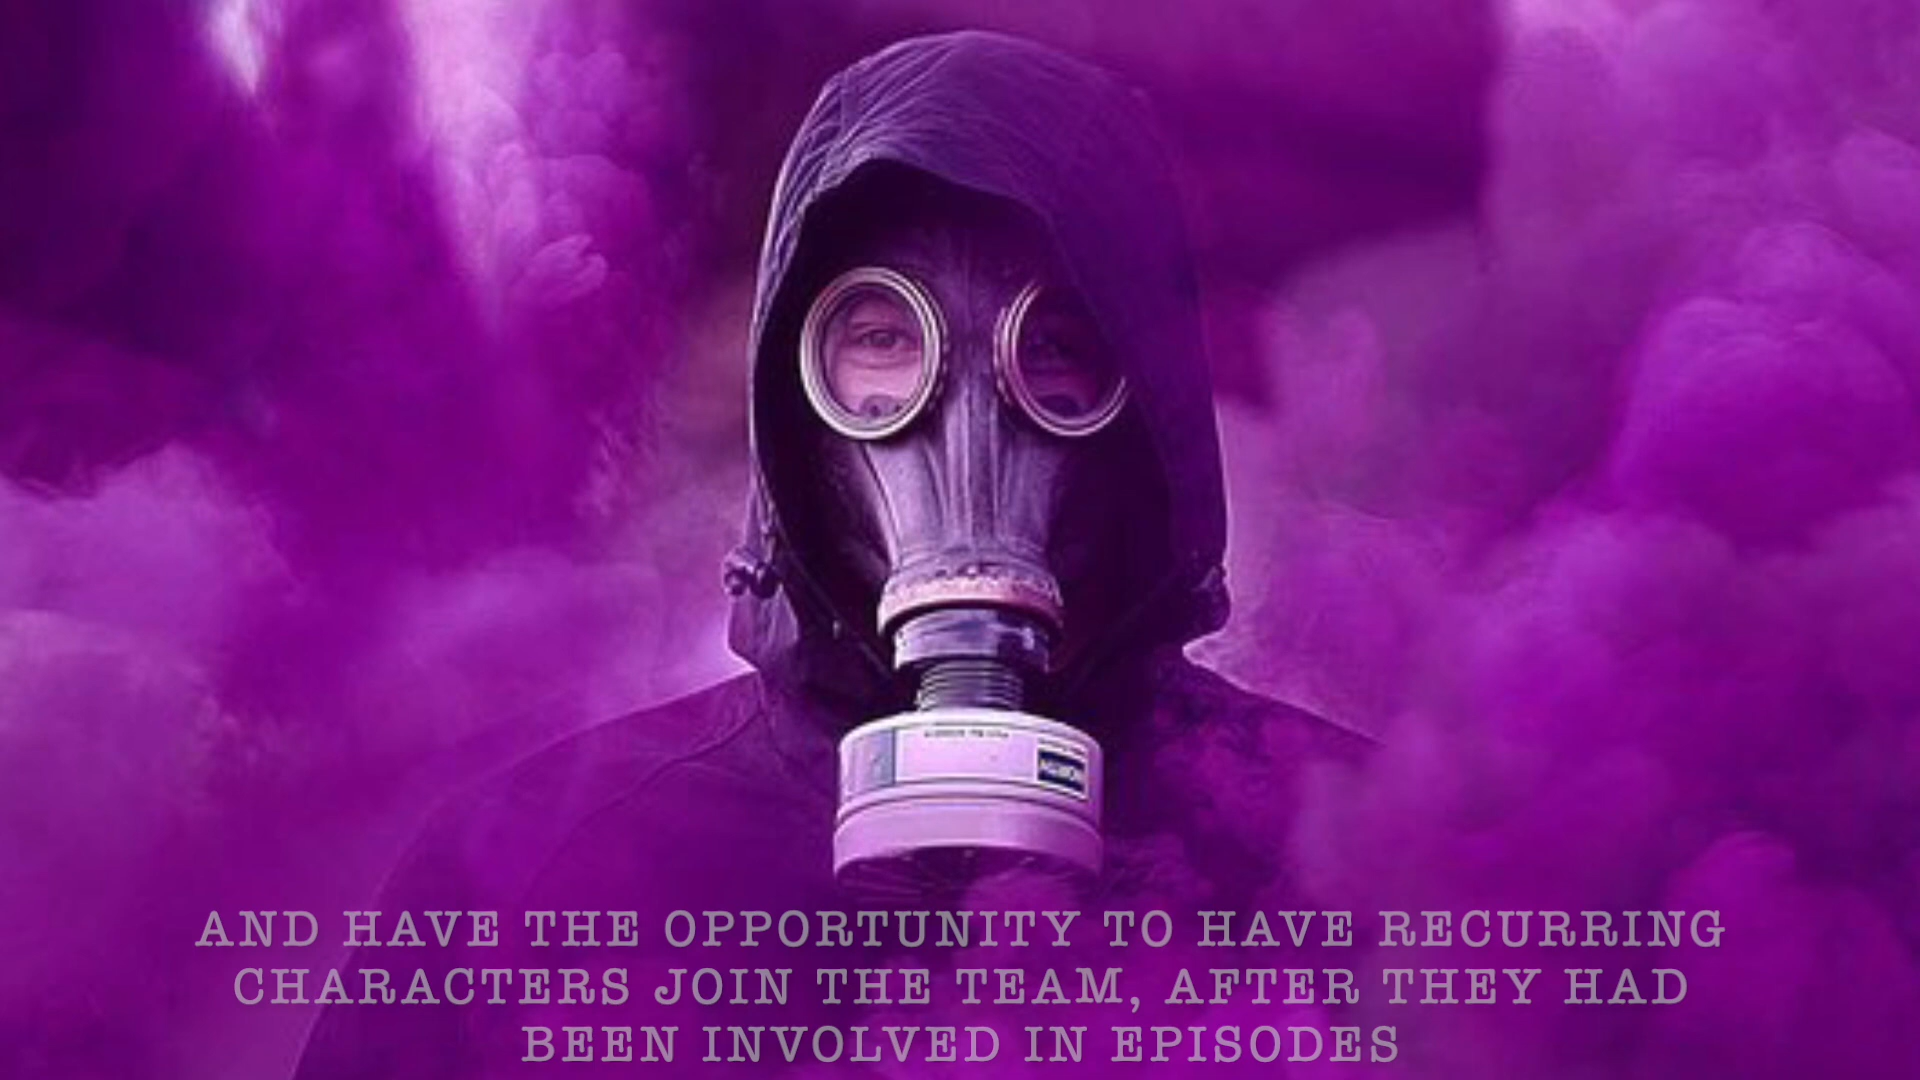 AND HAVE THE OPPORTUNITY TO HAVE RECURRING
CHARACTERS JOIN THE TEAM, AFTER THEY HAD
BEEN INVOLVED IN EPISODES